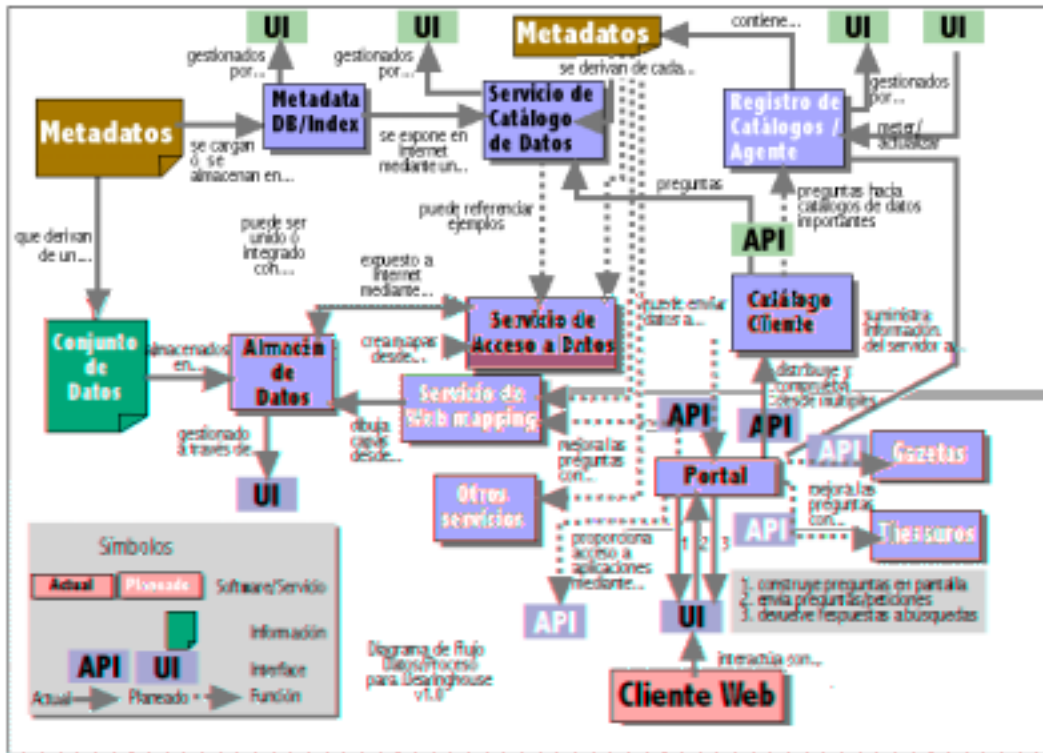 UI
Metadatos
UI
UI
UI
gestionados
por...
gestionados
por...
se derivan de cada...
contiene...
gestionados
por...
Metadata
DB/Index
Servicio de
Catálogo
de Datos
Registro de
Catálogos /
Agente
meter/
actualizar
Metadatos
se cargan
ó se
almacenan en...
se expone en
Internet
mediante un...
preguntas
preguntas hacia
catálogos de datos
importantes
que derivan
de un...
puede ser
unido ó
integrado
con...
puede referenciar
ejemplos
API
expuesto a
Internet
mediante...
Catálogo
Cliente
Conjunto
de
Datos
almacenados
en...
Almacén
de
Datos
crea mapas
desde...
Servicio de
Acceso a Datos
puede enviar
datos a...
suministra
información
del servidor a...
distribuye y
comprueba
desde múltiples
Servicio de
Web mapping
API
API
gestionado
a través de...
dibuja
capas
desde...
mejora las
preguntas
con...
API
Gazetas
UI
Portal
Otros
servicios
mejora las
preguntas
con...
API
Thesauros
proporciona
acceso a
aplicaciones
mediante...
1 2 3
API
UI
1. construye preguntas en pantalla
2. envia preguntas/peticiones
3. devuelve respuestas a búsquedas
interactúa con...
Cliente Web
Símbolos
Actual
Planeado
Software/Servicio
Información
API
UI
Interface
Actual
Planeado
Función
Diagrama de Flujo
Datos/Proceso
para Clearinghouse
v1.0